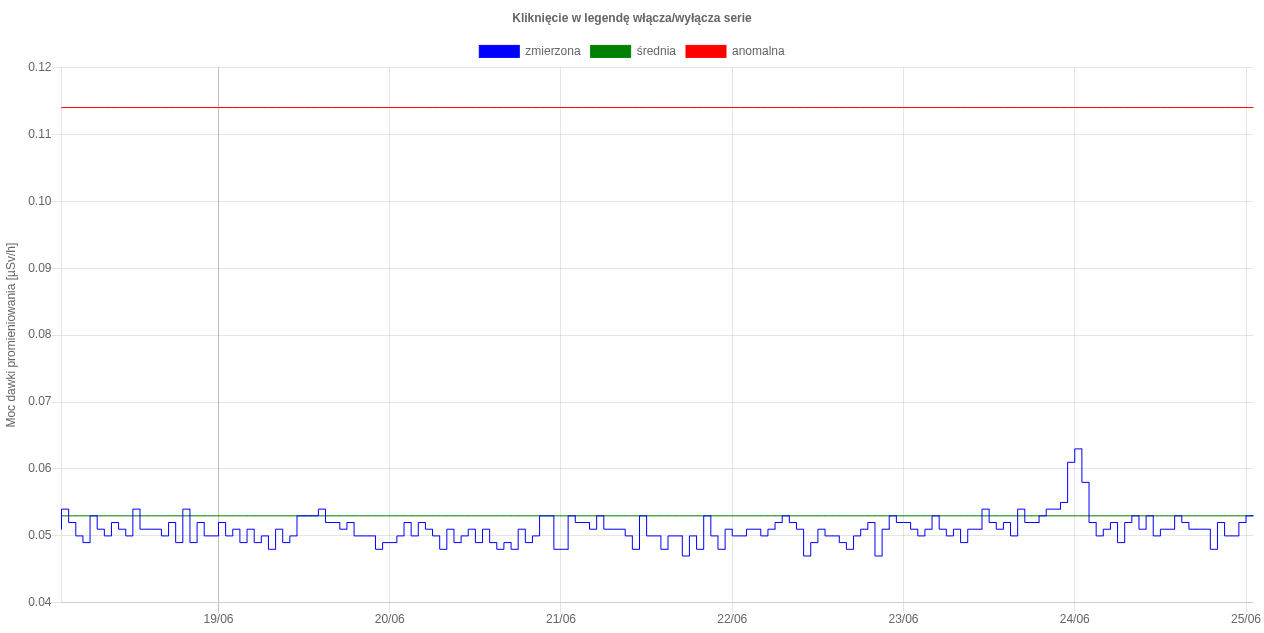 Kliknięcie w legendę włącza/wyłącza serie
zmierzona średnia anomalna
Moc dawki promieniowania [µSv/h]
0.12
0.11
0.10
0.09
0.08
0.07
0.06
0.05
0.04
19/06 20/06 21/06 22/06 23/06 24/06 25/06